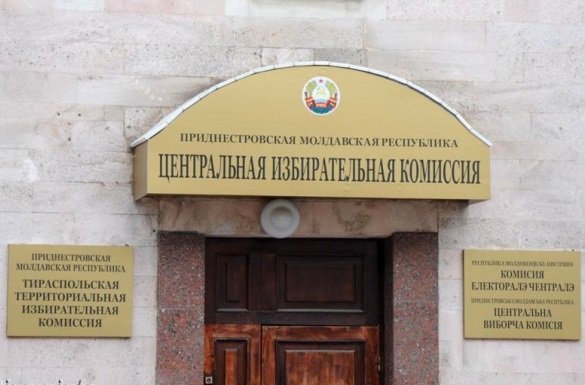 ПРИДНЕСТРОВСКАЯ МОЛДАВСКАЯ РЕСПУБЛИКА
ЦЕНТРАЛЬНАЯ ИЗБИРАТЕЛЬНАЯ КОМИССИЯ
ПРИДНЕСТРОВСКАЯ
МОЛДАВСКАЯ РЕСПУБЛИКА
ТИРАСПОЛЬСКАЯ
ТЕРРИТОРИАЛЬНАЯ
ИЗБИРАТЕЛЬНАЯ
КОМИССИЯ
РЕПУБЛИКА МОЛДОВЕНЯСКЭ НИСТРЯНЭ
КОМИСИЯ
ЕЛЕКТОРАЛЭ ЧЕНТРАЛЭ
ПРИДНІСТРОВСЬКА МОЛДАВСЬКА РЕСПУБЛІКА
ЦЕНТРАЛЬНА
ВИБОРЧА КОМІСІЯ